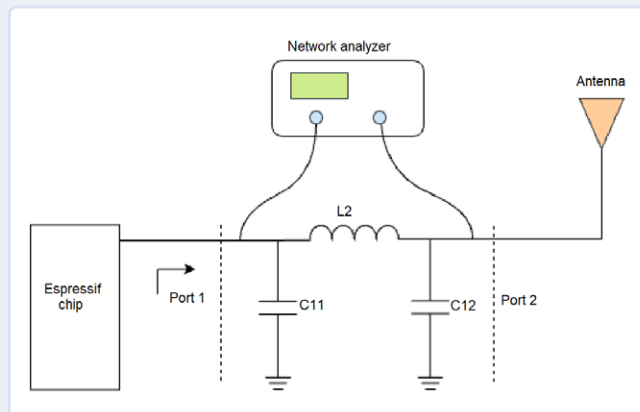 Network analyzer
Antenna
L2
Espressif
chip
Port 1
C11
C12
Port 2